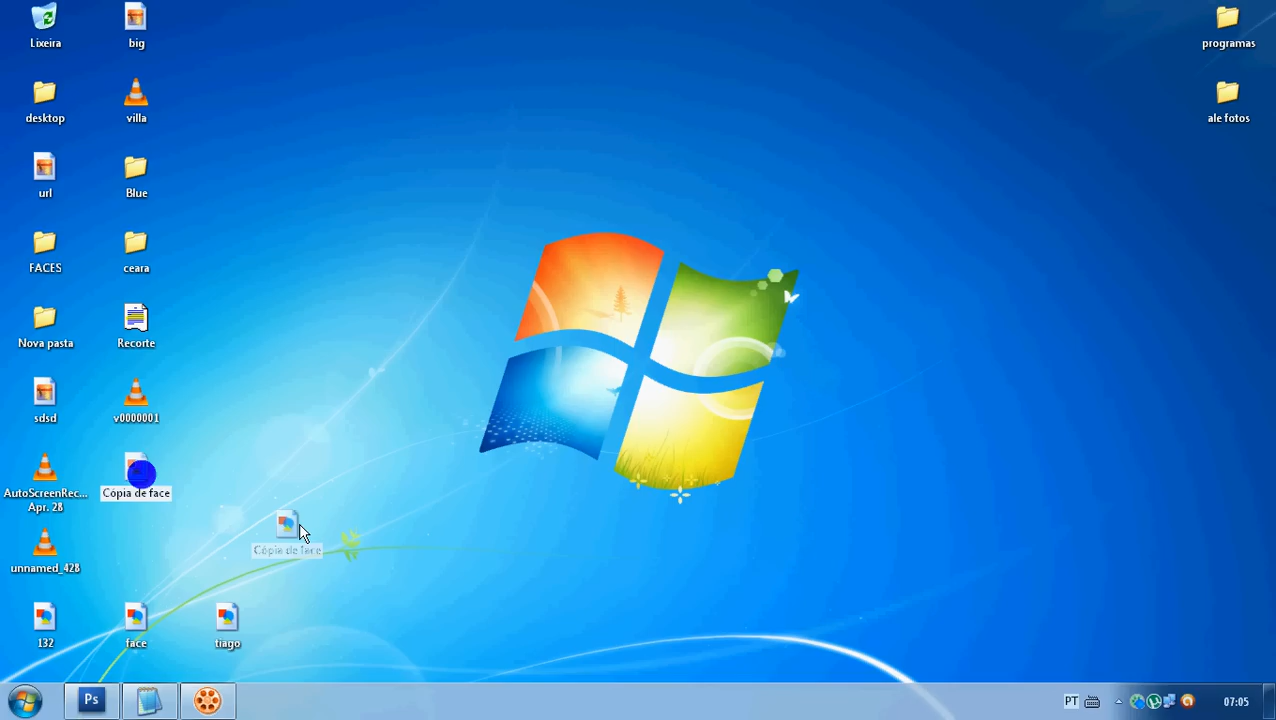 Lixeira
big
programas
desktop
villa
ale fotos
url
Blue
FACES
ceara
Nova pasta
Recorte
sdsd
v0000001
AutoScreenRec...
Apr. 28
Cópia de face
Cópia de face
unnamed_428
132
face
tiago
Ps
PT
07:05